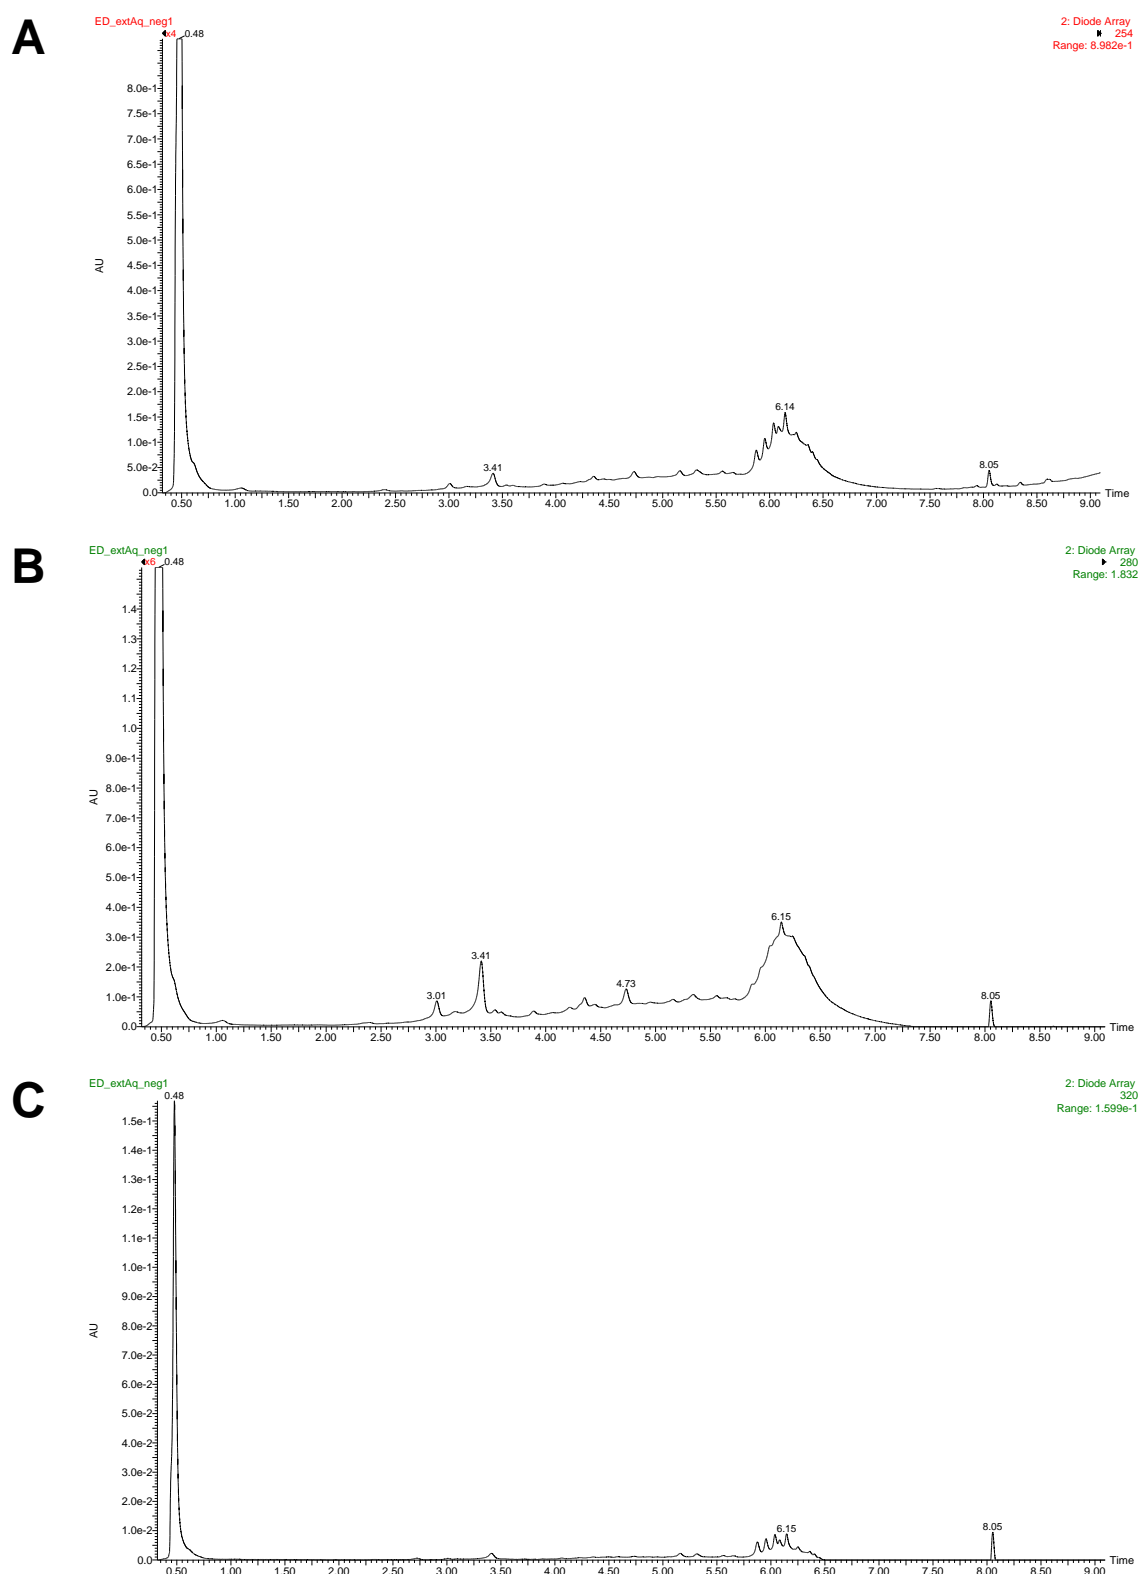 A
ED_extAq_neg1
x4
0.48
2: Diode Array
254
Range: 8.982e-1
8.0e-1
7.5e-1
7.0e-1
6.5e-1
6.0e-1
5.5e-1
5.0e-1
4.5e-1
4.0e-1
3.5e-1
3.0e-1
2.5e-1
2.0e-1
1.5e-1
1.0e-1
5.0e-2
0.0
AU
3.41
6.14
8.05
0.50 1.00 1.50 2.00 2.50 3.00 3.50 4.00 4.50 5.00 5.50 6.00 6.50 7.00 7.50 8.00 8.50 9.00
Time
B
ED_extAq_neg1
x6
0.48
2: Diode Array
280
Range: 1.832
1.4
1.3
1.2
1.1
1.0
9.0e-1
8.0e-1
7.0e-1
6.0e-1
5.0e-1
4.0e-1
3.0e-1
2.0e-1
1.0e-1
0.0
AU
3.01
3.41
4.73
6.15
8.05
0.50 1.00 1.50 2.00 2.50 3.00 3.50 4.00 4.50 5.00 5.50 6.00 6.50 7.00 7.50 8.00 8.50 9.00
Time
C
ED_extAq_neg1
0.48
2: Diode Array
320
Range: 1.599e-1
1.5e-1
1.4e-1
1.3e-1
1.2e-1
1.1e-1
1.0e-1
9.0e-2
8.0e-2
7.0e-2
6.0e-2
5.0e-2
4.0e-2
3.0e-2
2.0e-2
1.0e-2
0.0
AU
6.15
8.05
0.50 1.00 1.50 2.00 2.50 3.00 3.50 4.00 4.50 5.00 5.50 6.00 6.50 7.00 7.50 8.00 8.50 9.00
Time